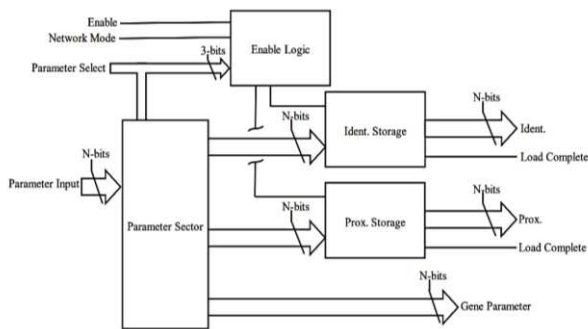 Enable
Network Mode
Enable Logic
3-bits
Parameter Select
N-bits
N-bits
Ident. Storage
Ident.
Load Complete
N-bits
Parameter Input
Parameter Sector
N-bits
N-bits
Prox. Storage
Prox.
Load Complete
N-bits
Gene Parameter